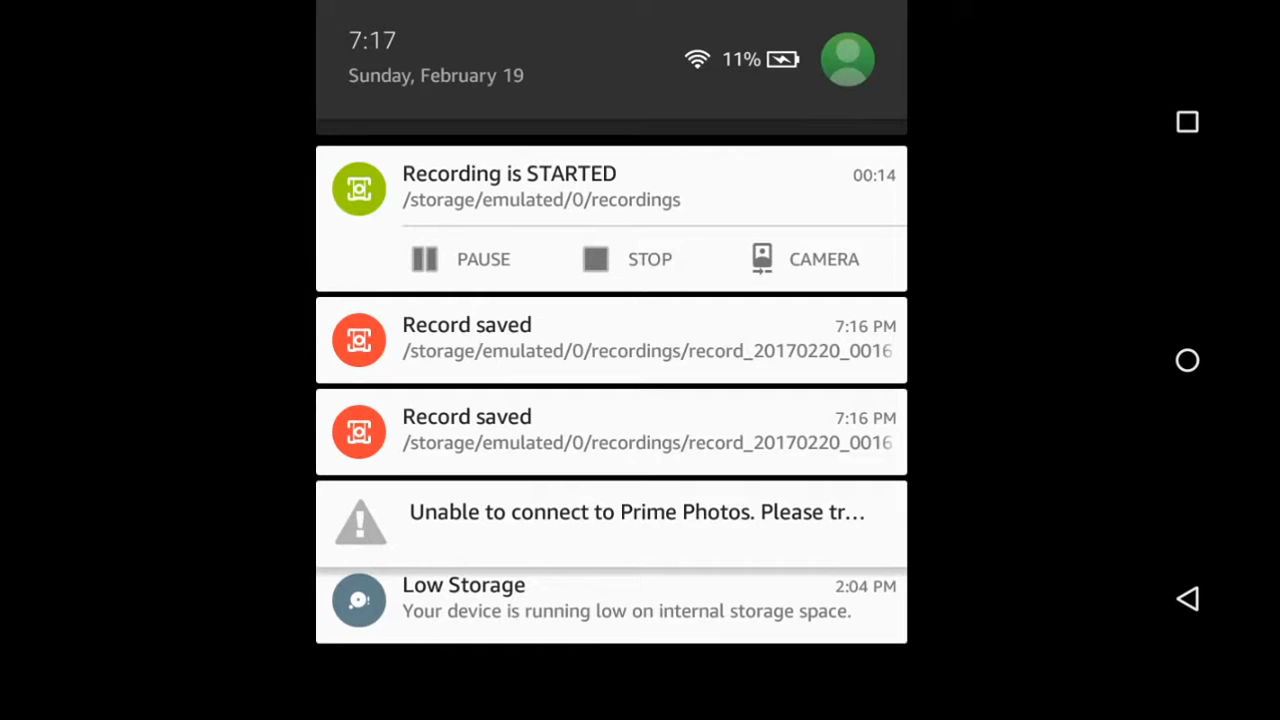 7:17
11%
Sunday, February 19
Recording is STARTED
00:14
/storage/emulated/0/recordings
PAUSE
STOP
CAMERA
Record saved
7:16 PM
/storage/emulated/0/recordings/record_20170220_0016
Record saved
7:16 PM
/storage/emulated/0/recordings/record_20170220_0016
Unable to connect to Prime Photos. Please tr...
Low Storage
2:04 PM
Your device is running low on internal storage space.